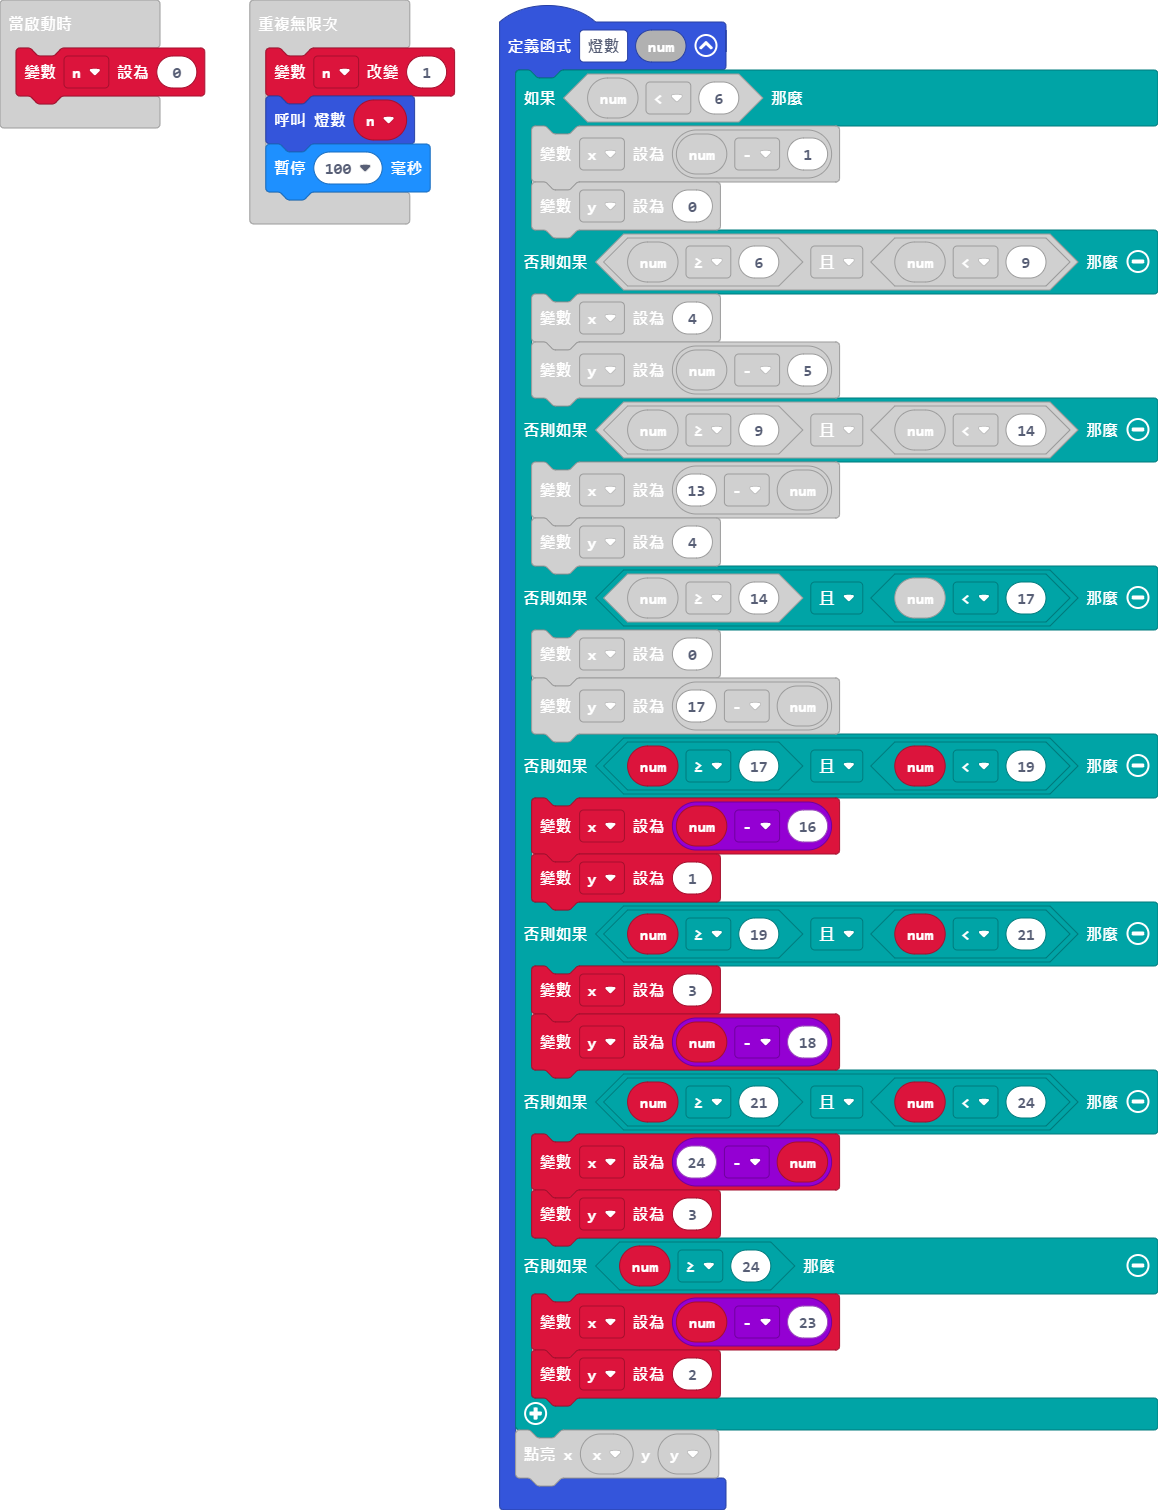 當啟動時
變數 n 設為 0
重複無限次
變數 n 改變 1
呼叫 燈數 n
暫停 100 毫秒
定義函式 燈數 num
如果 num < 6 那麼
變數 x 設為 num - 1
變數 y 設為 0
否則如果 num ≥ 6 且 num < 9 那麼
變數 x 設為 4
變數 y 設為 num - 5
否則如果 num ≥ 9 且 num < 14 那麼
變數 x 設為 13 - num
變數 y 設為 4
否則如果 num ≥ 14 且 num < 17 那麼
變數 x 設為 0
變數 y 設為 17 - num
否則如果 num ≥ 17 且 num < 19 那麼
變數 x 設為 num - 16
變數 y 設為 1
否則如果 num ≥ 19 且 num < 21 那麼
變數 x 設為 3
變數 y 設為 num - 18
否則如果 num ≥ 21 且 num < 24 那麼
變數 x 設為 24 - num
變數 y 設為 3
否則如果 num ≥ 24 那麼
變數 x 設為 num - 23
變數 y 設為 2
點亮 x x y y